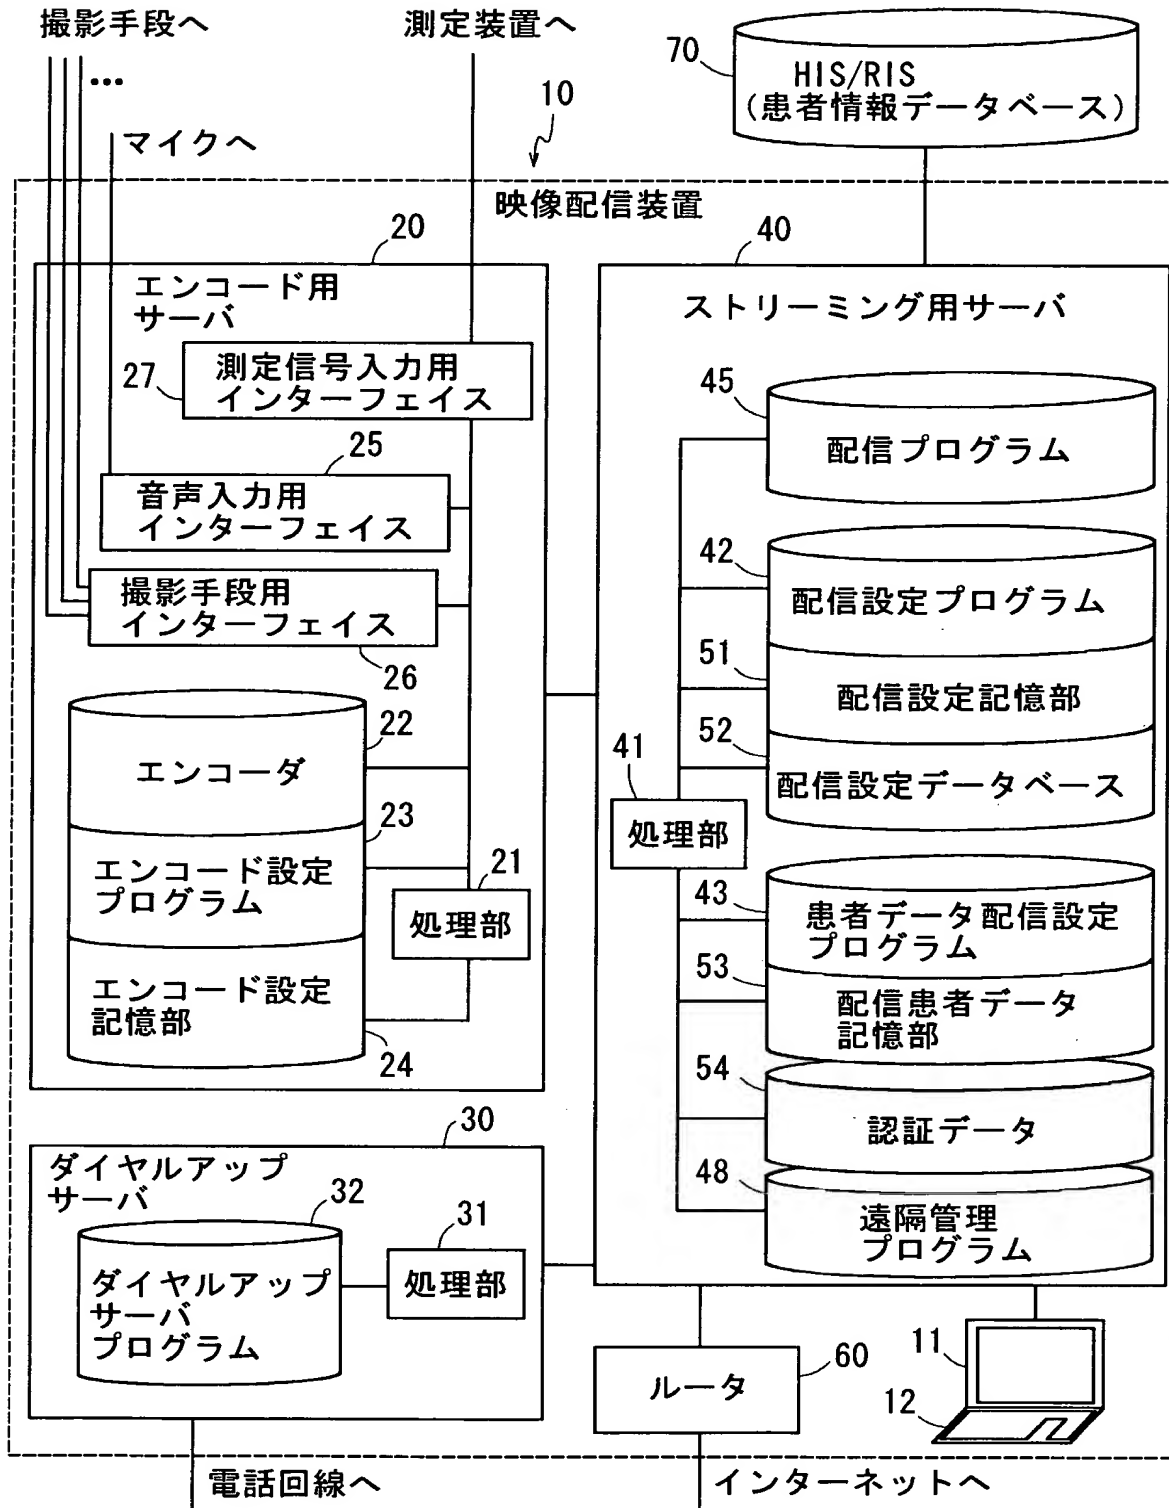 撮影手段へ
測定装置へ
…
マイクへ
10
70
HIS/RIS
(患者情報データベース)
映像配信装置
20
エンコード用
サーバ
27
測定信号入力用
インターフェイス
25
音声入力用
インターフェイス
撮影手段用
インターフェイス
26
22
エンコーダ
23
エンコード設定
プログラム
21
処理部
エンコード設定
記憶部
24
40
ストリーミング用サーバ
45
配信プログラム
42
配信設定プログラム
51
配信設定記憶部
52
配信設定データベース
41
処理部
43
患者データ配信設定
プログラム
53
配信患者データ
記憶部
54
認証データ
48
遠隔管理
プログラム
30
ダイヤルアップ
サーバ
32
ダイヤルアップ
サーバ
プログラム
31
処理部
ルータ
60
11
12
電話回線へ
インターネットへ